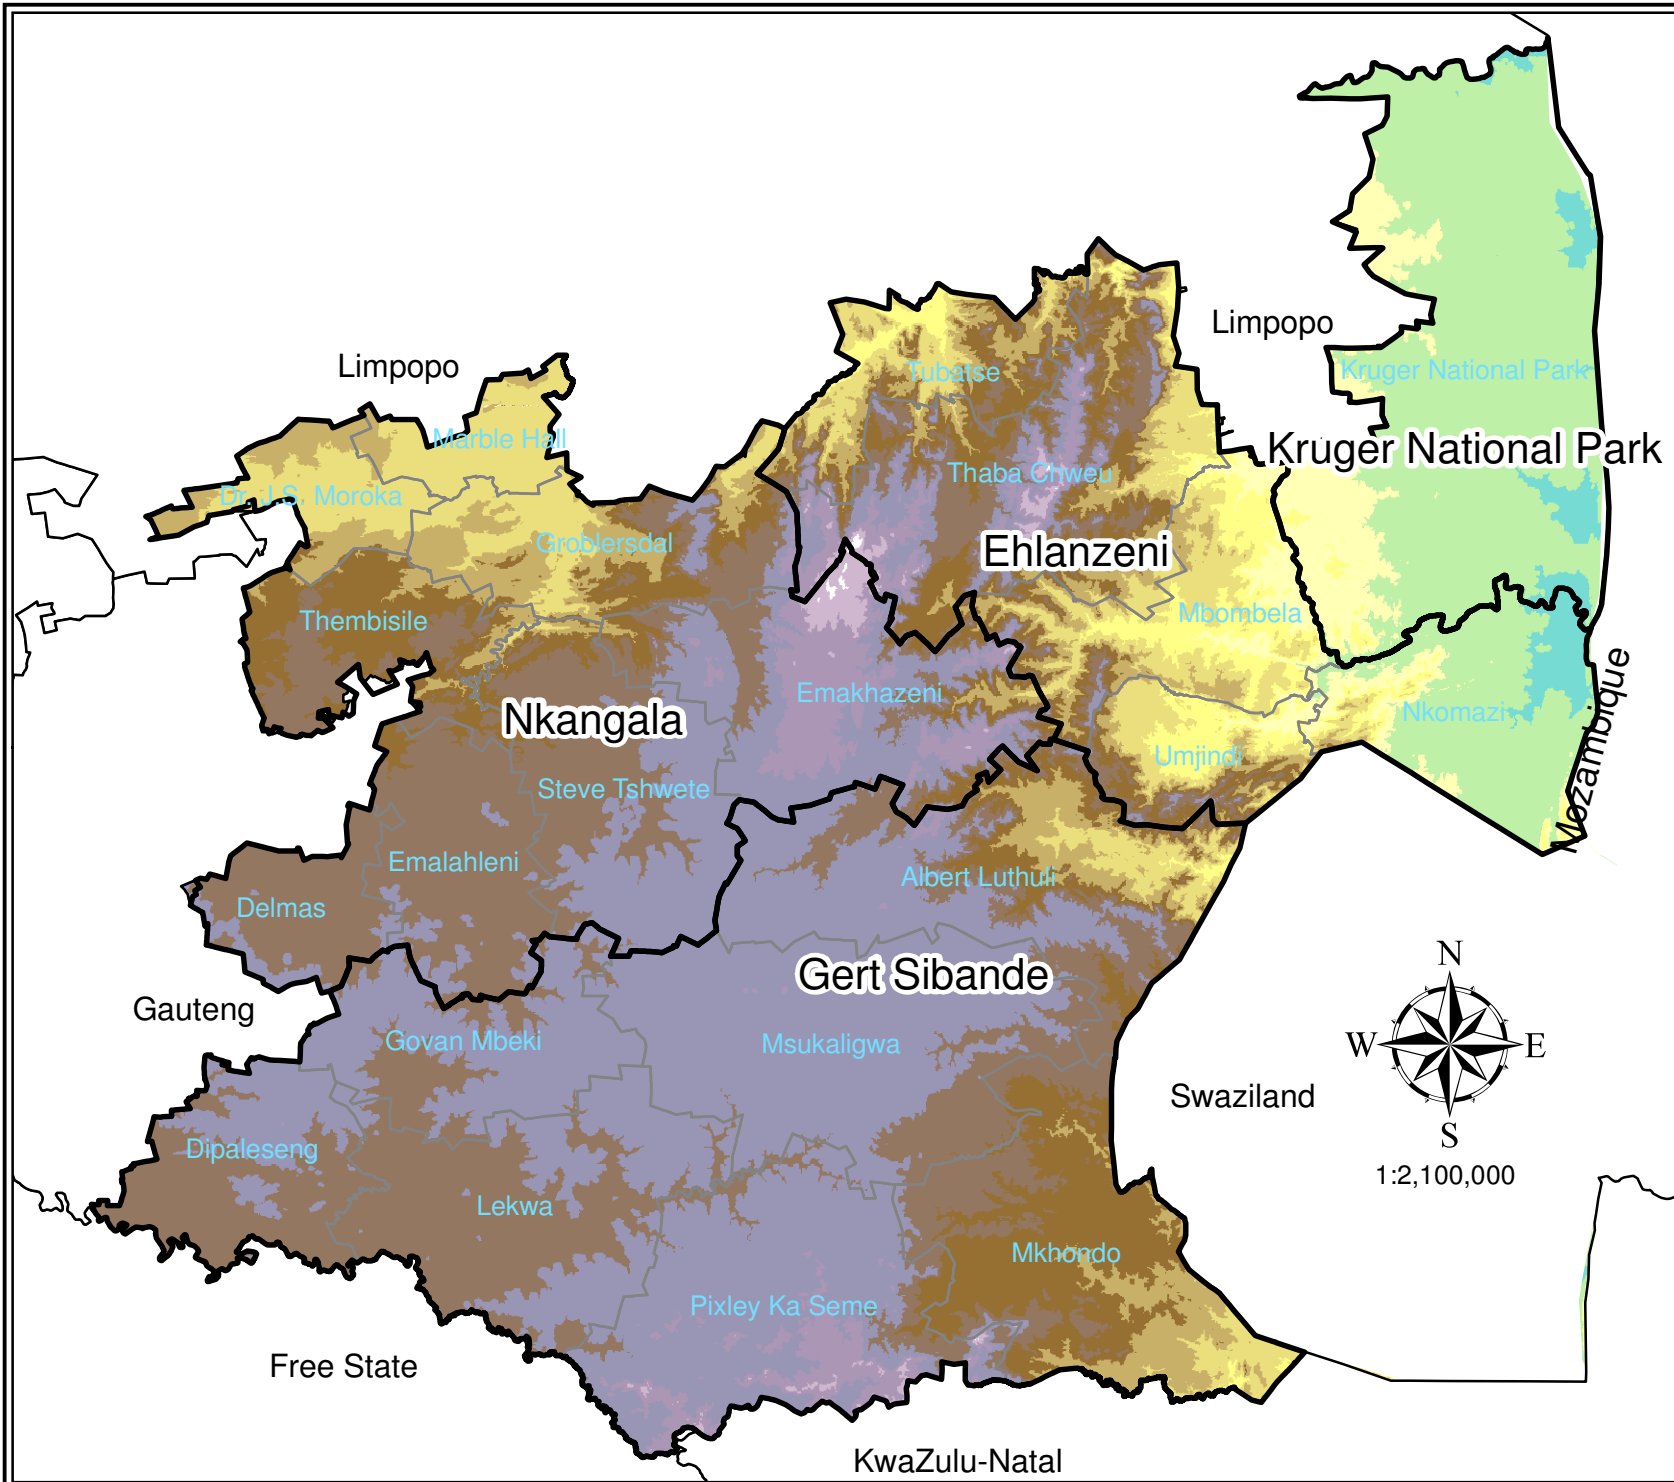 Limpopo
Limpopo
Kruger National Park
Tubatse
Marble Hall
Kruger National Park
Thaba Chweu
Dr. J.S. Moroka
Groblersdal
Ehlanzeni
Thembisile
Mbombela
Emakhazeni
Nkangala
Nkomazi
Mozambique
Umjindi
Steve Tshwete
Emalahleni
Albert Luthuli
Delmas
Gert Sibande
N
Gauteng
Govan Mbeki
Msukaligwa
W
E
Swaziland
S
Dipaleseng
1:2,100,000
Lekwa
Mkhondo
Pixley Ka Seme
Free State
KwaZulu-Natal